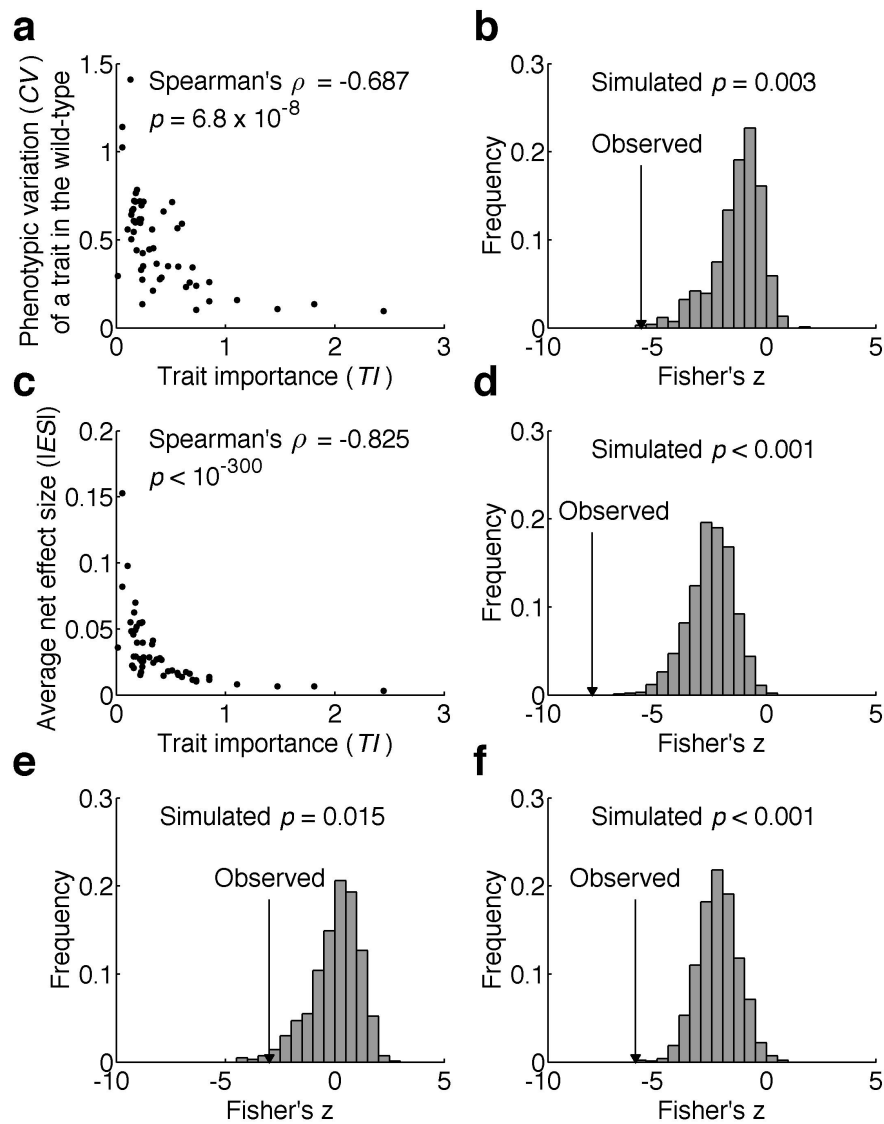 a
Phenotypic variation (CV)
of a trait in the wild-type
1.5
1
0.5
0
Spearman's ρ = -0.687
p = 6.8 x 10-8
0 1 2 3
Trait importance (TI)
b
Frequency
0.3
0.2
0.1
0
Simulated p = 0.003
Observed
-10 -5 0 5
Fisher's z
c
Average net effect size (|ES|)
0.2
0.15
0.1
0.05
0
Spearman's ρ = -0.825
p < 10-300
0 1 2 3
Trait importance (TI)
d
Frequency
0.3
0.2
0.1
0
Simulated p < 0.001
Observed
-10 -5 0 5
Fisher's z
e
Frequency
0.3
0.2
0.1
0
Simulated p = 0.015
Observed
-10 -5 0 5
Fisher's z
f
Frequency
0.3
0.2
0.1
0
Simulated p < 0.001
Observed
-10 -5 0 5
Fisher's z